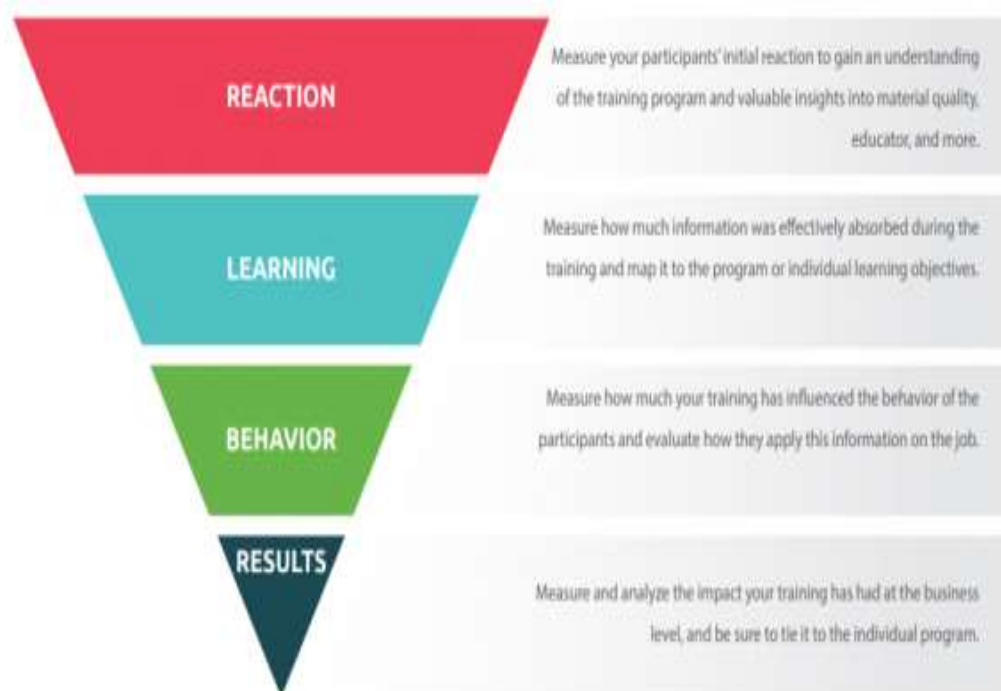 REACTION
Measure your participants' initial reaction to gain an understanding
of the training program and valuable insights into material quality,
educator, and more.
LEARNING
Measure how much information was effectively absorbed during the
training and map it to the program or individual learning objectives.
BEHAVIOR
Measure how much your training has influenced the behavior of the
participants and evaluate how they apply this information on the job.
RESULTS
Measure and analyze the impact your training has had at the business
level, and be sure to tie it to the individual program.